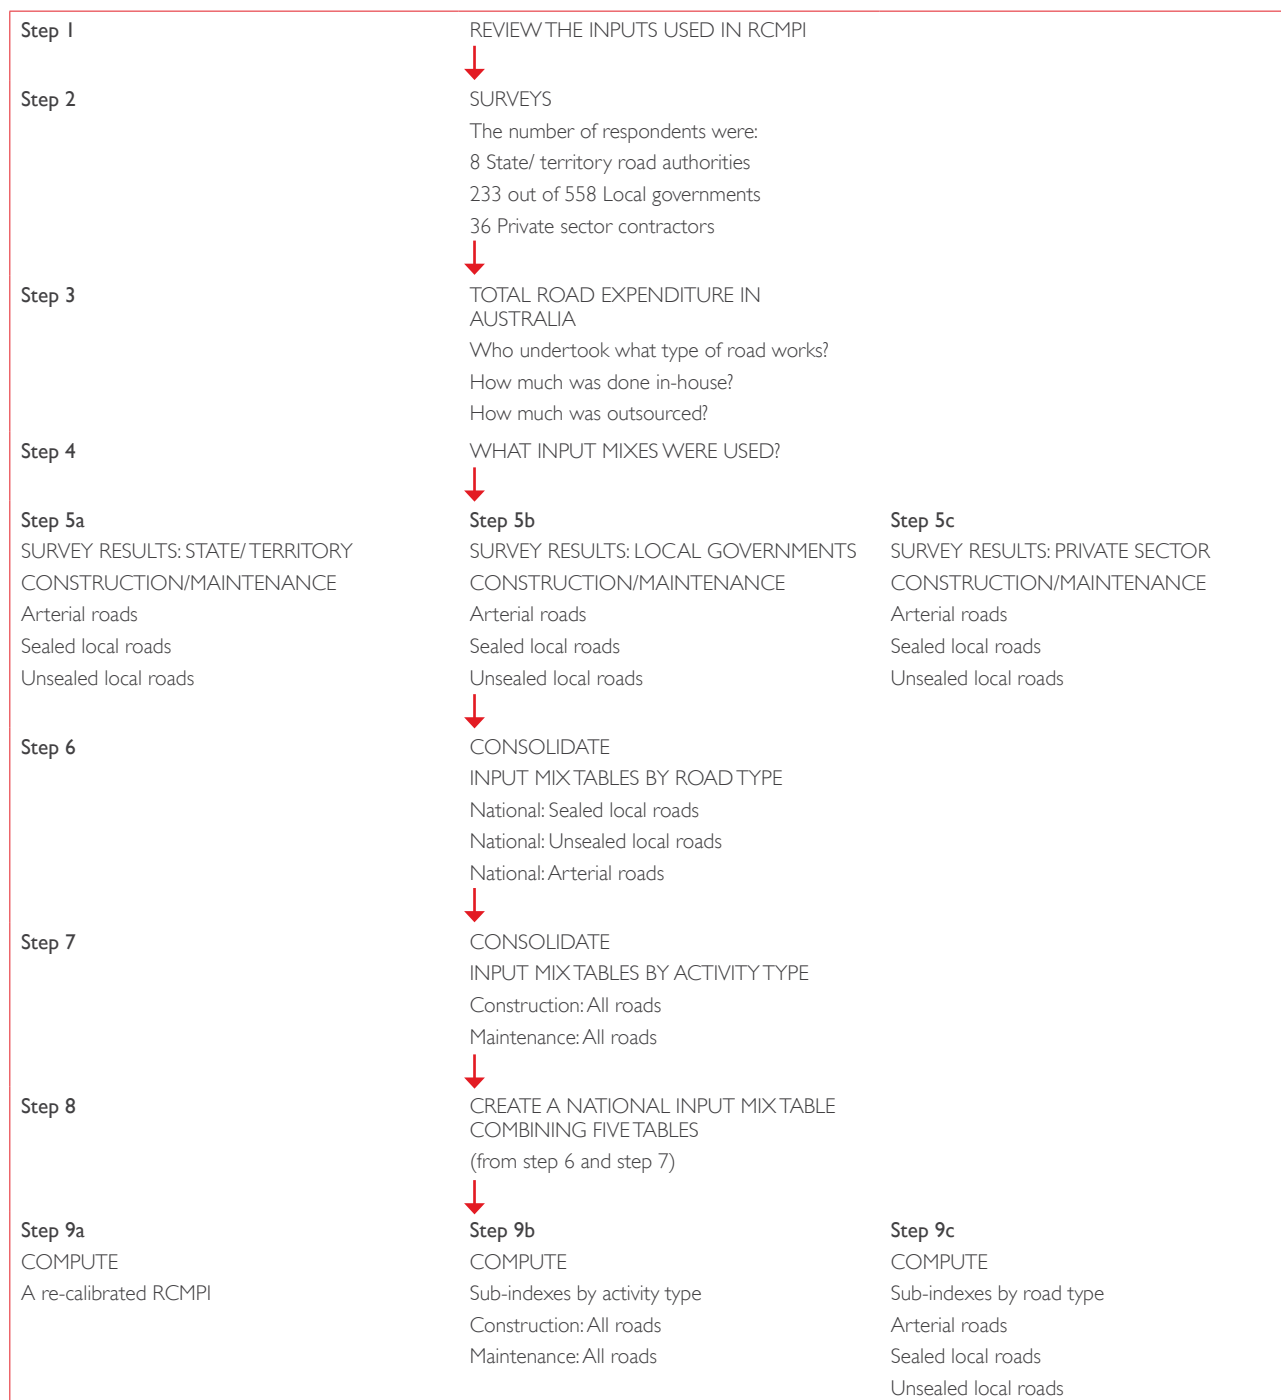 Step 1
REVIEW THE INPUTS USED IN RCMPI
Step 2
SURVEYS
The number of respondents were:
8 State/ territory road authorities
233 out of 558 Local governments
36 Private sector contractors
Step 3
TOTAL ROAD EXPENDITURE IN
AUSTRALIA
Who undertook what type of road works?
How much was done in-house?
How much was outsourced?
Step 4
WHAT INPUT MIXES WERE USED?
Step 5a
SURVEY RESULTS: STATE/ TERRITORY
CONSTRUCTION/MAINTENANCE
Arterial roads
Sealed local roads
Unsealed local roads
Step 5b
SURVEY RESULTS: LOCAL GOVERNMENTS
CONSTRUCTION/MAINTENANCE
Arterial roads
Sealed local roads
Unsealed local roads
Step 5c
SURVEY RESULTS: PRIVATE SECTOR
CONSTRUCTION/MAINTENANCE
Arterial roads
Sealed local roads
Unsealed local roads
Step 6
CONSOLIDATE
INPUT MIX TABLES BY ROAD TYPE
National: Sealed local roads
National: Unsealed local roads
National: Arterial roads
Step 7
CONSOLIDATE
INPUT MIX TABLES BY ACTIVITY TYPE
Construction: All roads
Maintenance: All roads
Step 8
CREATE A NATIONAL INPUT MIX TABLE
COMBINING FIVE TABLES
(from step 6 and step 7)
Step 9a
COMPUTE
A re-calibrated RCMPI
Step 9b
COMPUTE
Sub-indexes by activity type
Construction: All roads
Maintenance: All roads
Step 9c
COMPUTE
Sub-indexes by road type
Arterial roads
Sealed local roads
Unsealed local roads